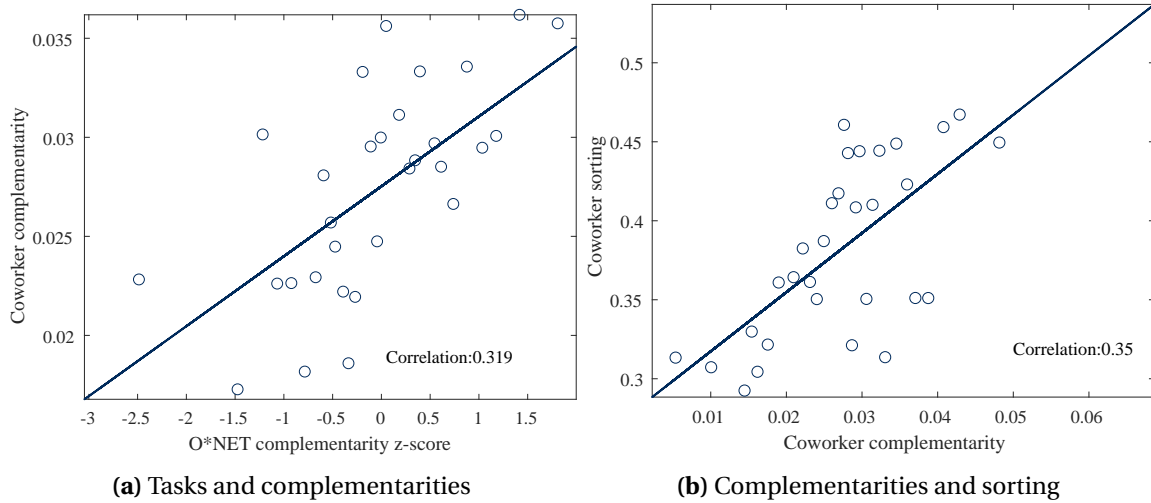 0.035
0.03
0.025
0.02
Coworker complementarity
Correlation:0.319
-3 -2.5 -2 -1.5 -1 -0.5 0 0.5 1 1.5
O*NET complementarity z-score
(a) Tasks and complementarities
0.5
0.45
0.4
0.35
0.3
Coworker sorting
Correlation:0.35
0.01 0.02 0.03 0.04 0.05 0.06
Coworker complementarity
(b) Complementarities and sorting